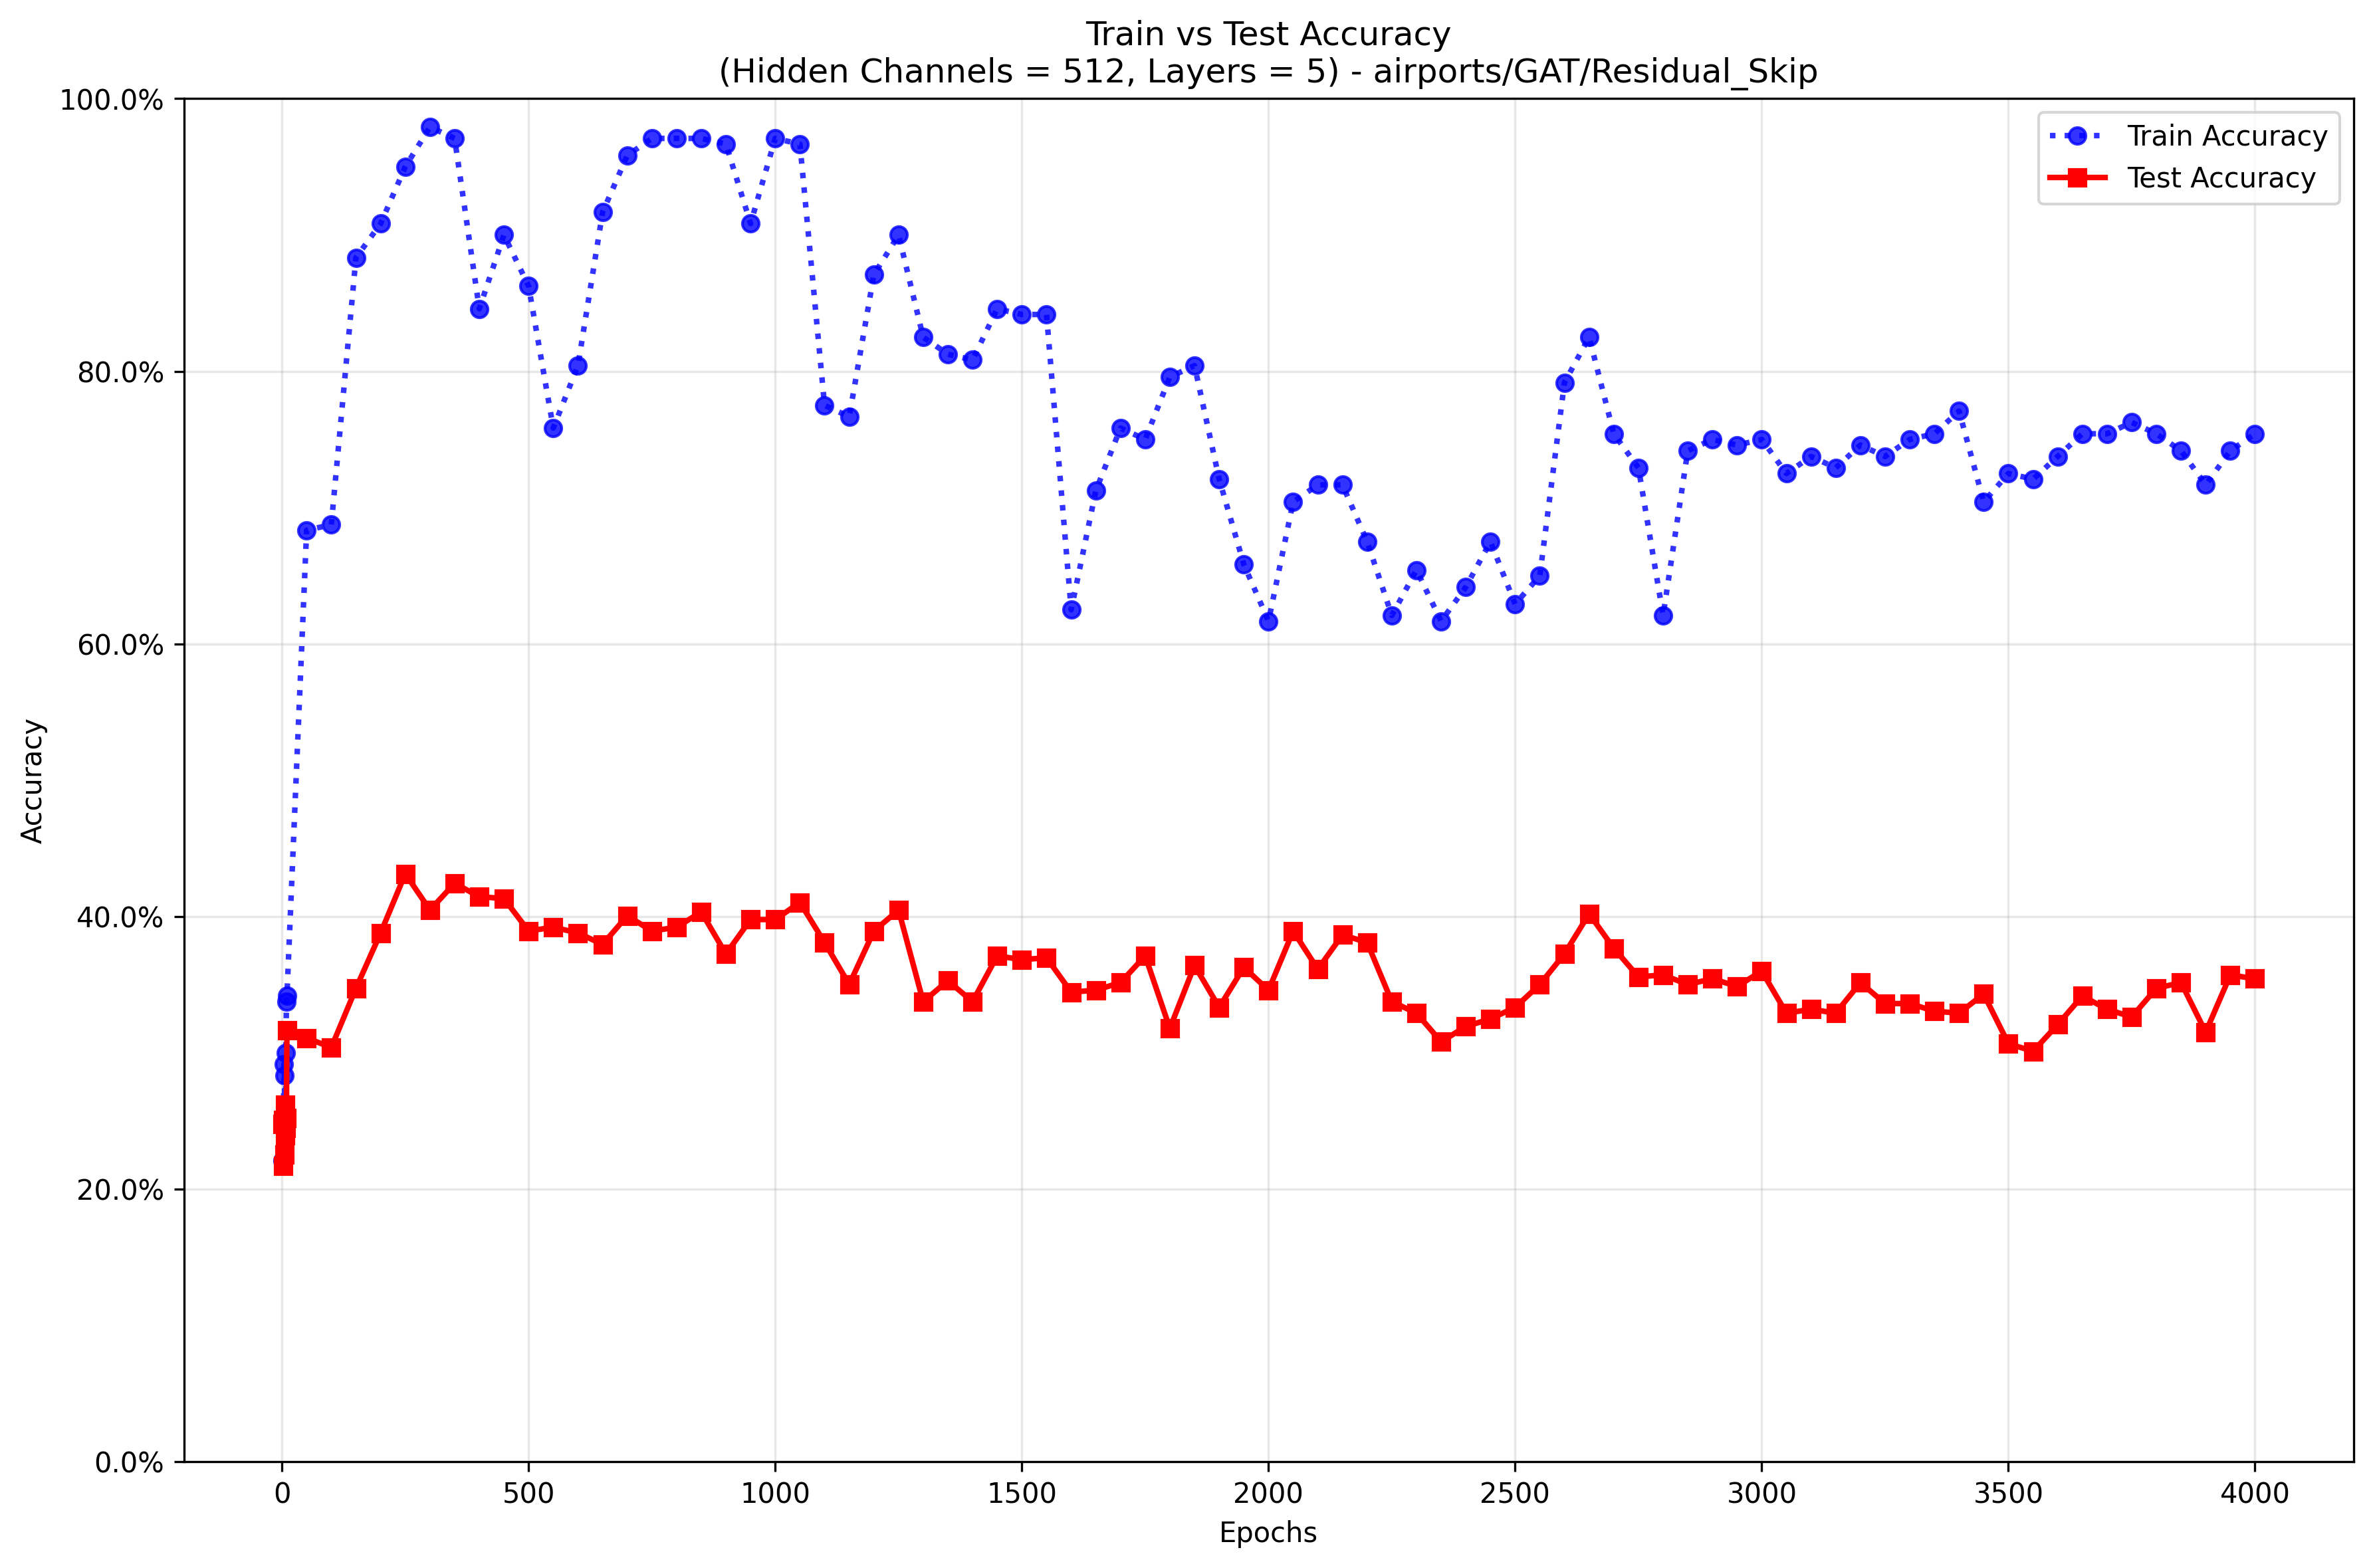 Train vs Test Accuracy
(Hidden Channels = 512, Layers = 5) - airports/GAT/Residual_Skip
100.0%
80.0%
60.0%
40.0%
20.0%
0.0%
Accuracy
Train Accuracy
Test Accuracy
0 500 1000 1500 2000 2500 3000 3500 4000
Epochs